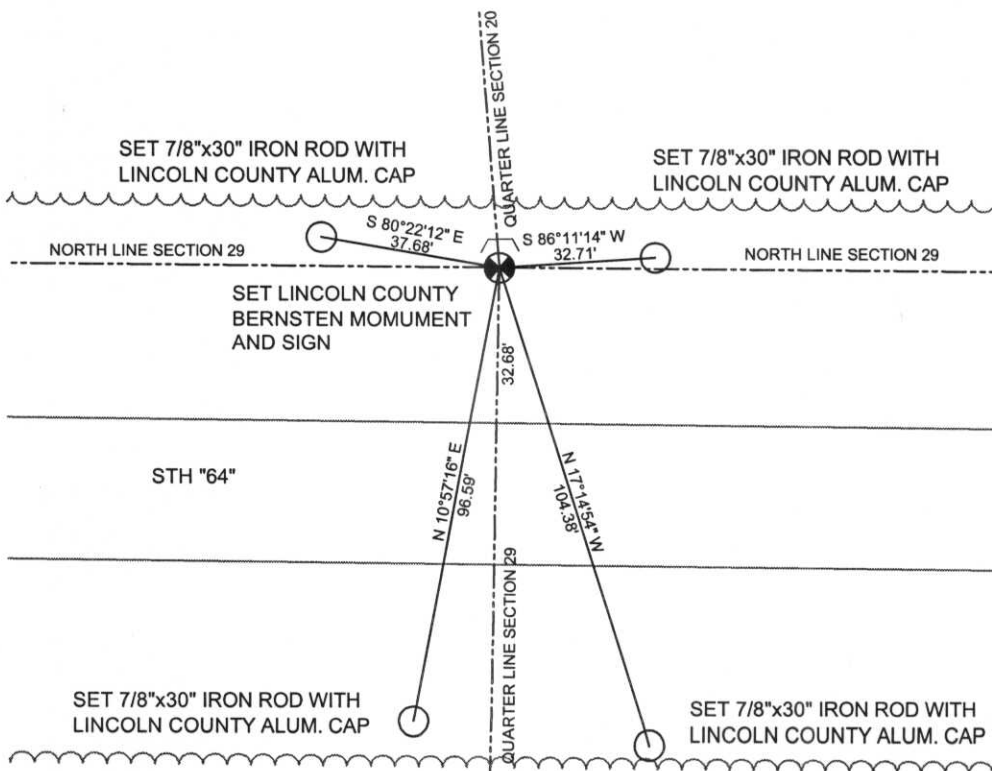 QUARTER LINE SECTION 20
SET 7/8"x30" IRON ROD WITH
LINCOLN COUNTY ALUM. CAP
SET 7/8"x30" IRON ROD WITH
LINCOLN COUNTY ALUM. CAP
S 80°22'12" E
37.68'
S 86°11'14" W
32.71'
NORTH LINE SECTION 29
NORTH LINE SECTION 29
SET LINCOLN COUNTY
BERNSTEN MOMUMENT
AND SIGN
32.68'
STH "64"
N 10°57'16" E
96.59'
N 17°14'54" W
104.38'
QUARTER LINE SECTION 29
SET 7/8"x30" IRON ROD WITH
LINCOLN COUNTY ALUM. CAP
SET 7/8"x30" IRON ROD WITH
LINCOLN COUNTY ALUM. CAP